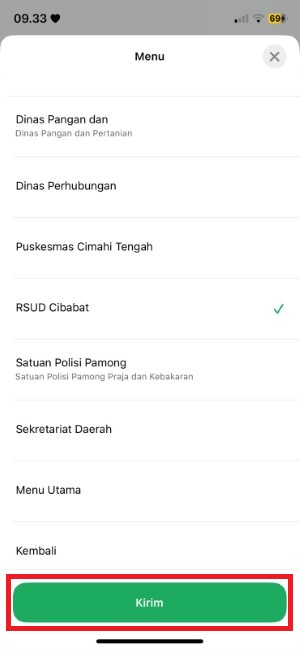 09.33
69
Menu
Dinas Pangan dan
Dinas Pangan dan Pertanian
Dinas Perhubungan
Puskesmas Cimahi Tengah
RSUD Cibabat
Satuan Polisi Pamong
Satuan Polisi Pamong Praja dan Kebakaran
Sekretariat Daerah
Menu Utama
Kembali
Kirim